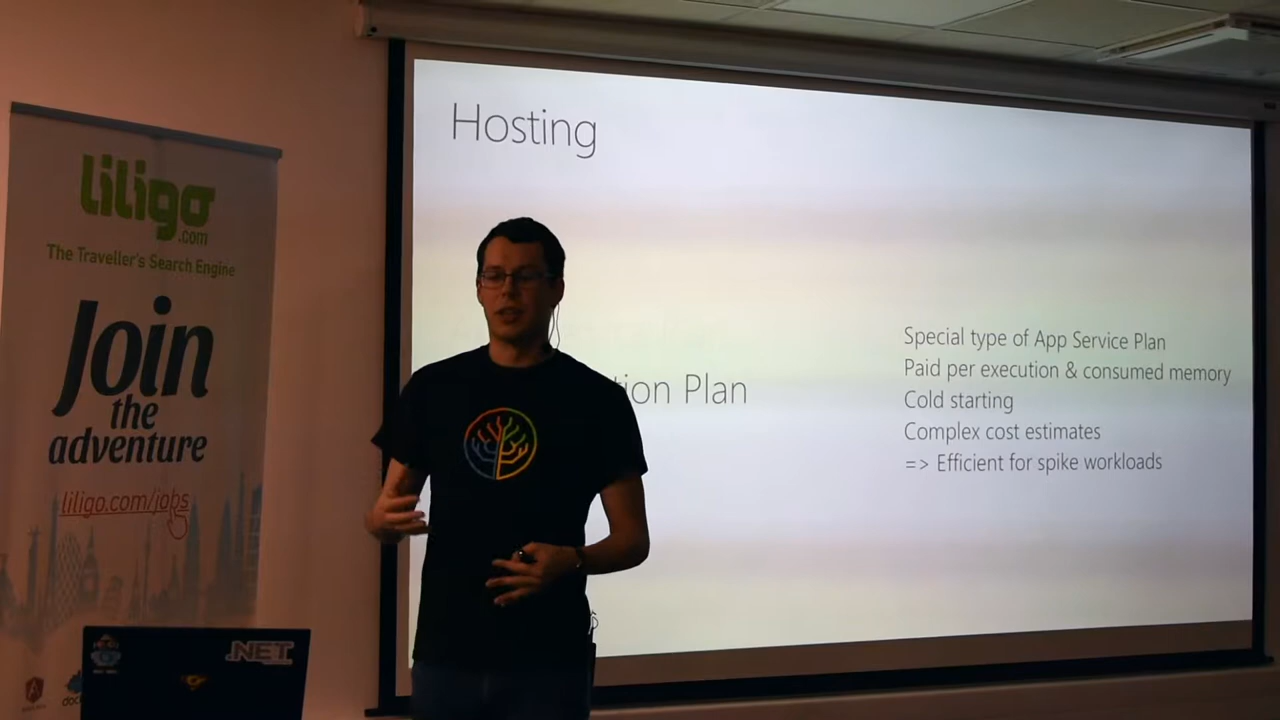 liligo
.com
The Traveller's Search Engine
Join
the
adventure
liligo.com/jobs
.NET
Hosting
tion Plan
Special type of App Service Plan
Paid per execution & consumed memory
Cold starting
Complex cost estimates
=> Efficient for spike workloads